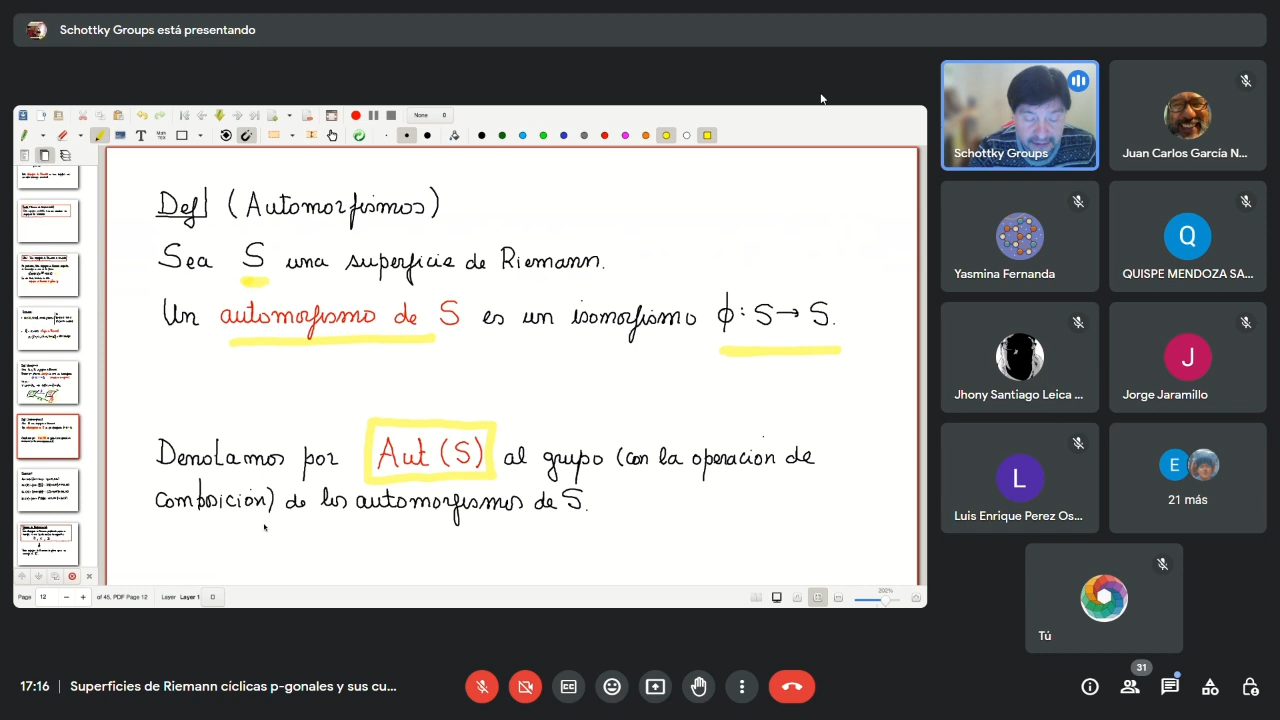 Schottky Groups está presentando
None 0
T
Def (Automorfismos)
Sea S una superficie de Riemann.
Un automorfismo de S es un isomorfismo ϕ: S → S.
Denotamos por Aut (S) al grupo (con la operacion de
composición) de los automorfismos de S.
Page 12 of 45, PDF Page 12 Layer Layer 1
202%
Schottky Groups
Juan Carlos García N...
Yasmina Fernanda
Q
QUISPE MENDOZA SA...
Jhony Santiago Leica ...
J
Jorge Jaramillo
L
Luis Enrique Perez Os...
E
21 más
Tú
17:16 | Superficies de Riemann cíclicas p-gonales y sus cu...
31